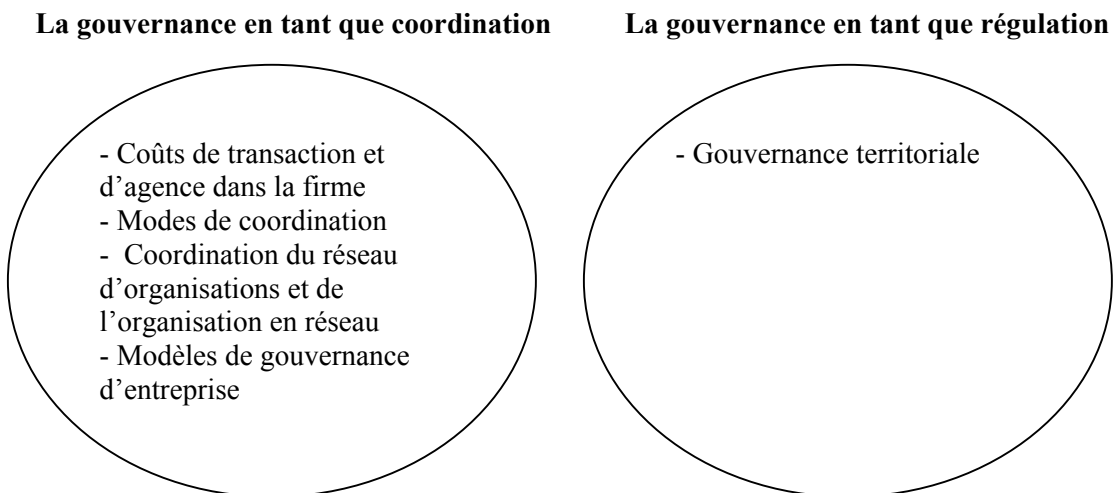 La gouvernance en tant que coordination
La gouvernance en tant que régulation
- Coûts de transaction et
d’agence dans la firme
- Modes de coordination
- Coordination du réseau
d’organisations et de
l’organisation en réseau
- Modèles de gouvernance
d’entreprise
- Gouvernance territoriale